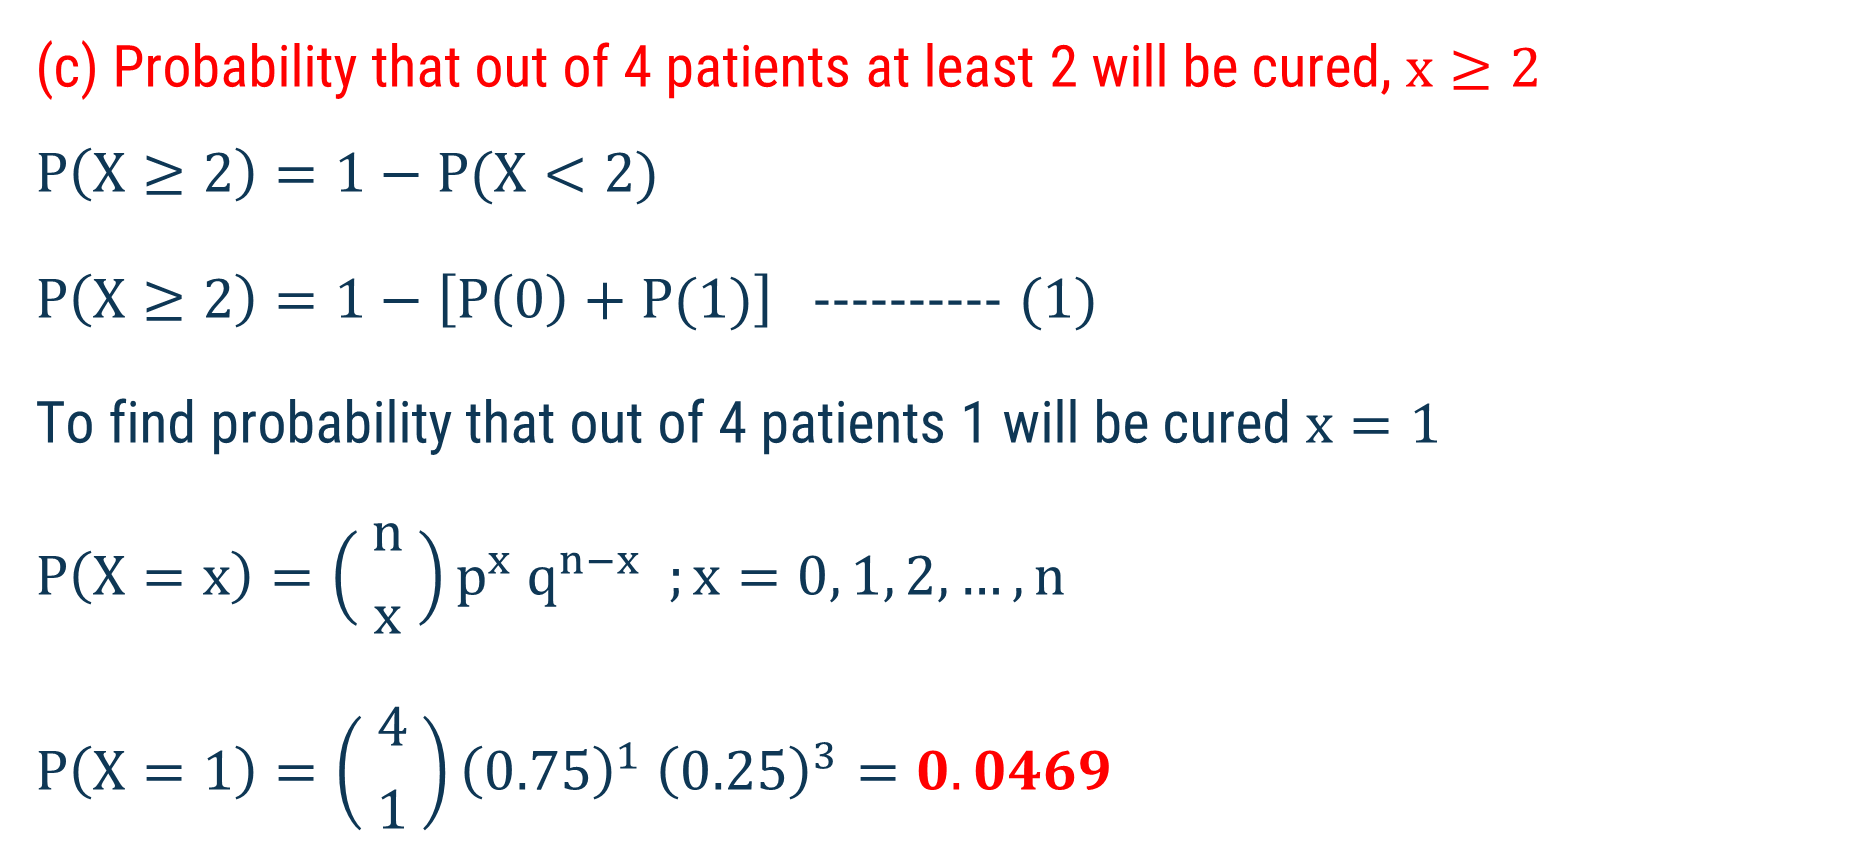 (c) Probability that out of 4 patients at least 2 will be cured, x ≥ 2
P(X ≥ 2) = 1 − P(X < 2)
P(X ≥ 2) = 1 − [P(0) + P(1)] ---------- (1)
To find probability that out of 4 patients 1 will be cured x = 1
P(X = x) = (n x) pˣ qⁿ⁻ˣ ; x = 0, 1, 2, … , n
P(X = 1) = (4 1) (0.75)¹ (0.25)³ = 0.0469